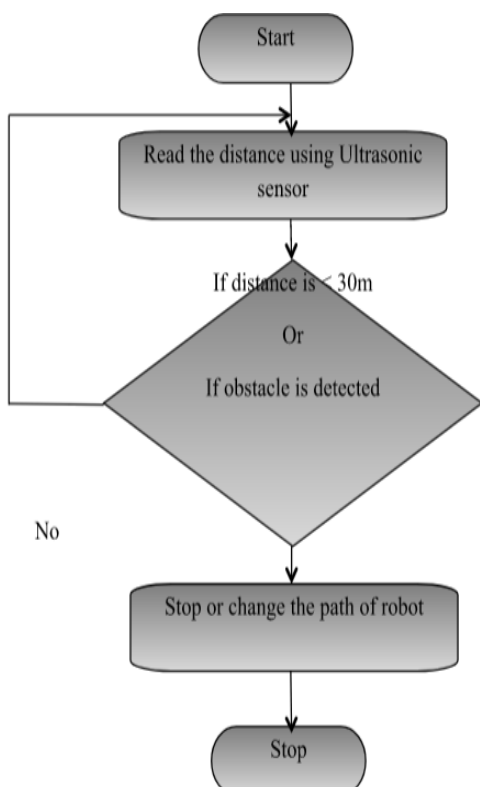 Start
Read the distance using Ultrasonic
sensor
If distance is < 30m
Or
If obstacle is detected
No
Stop or change the path of robot
Stop